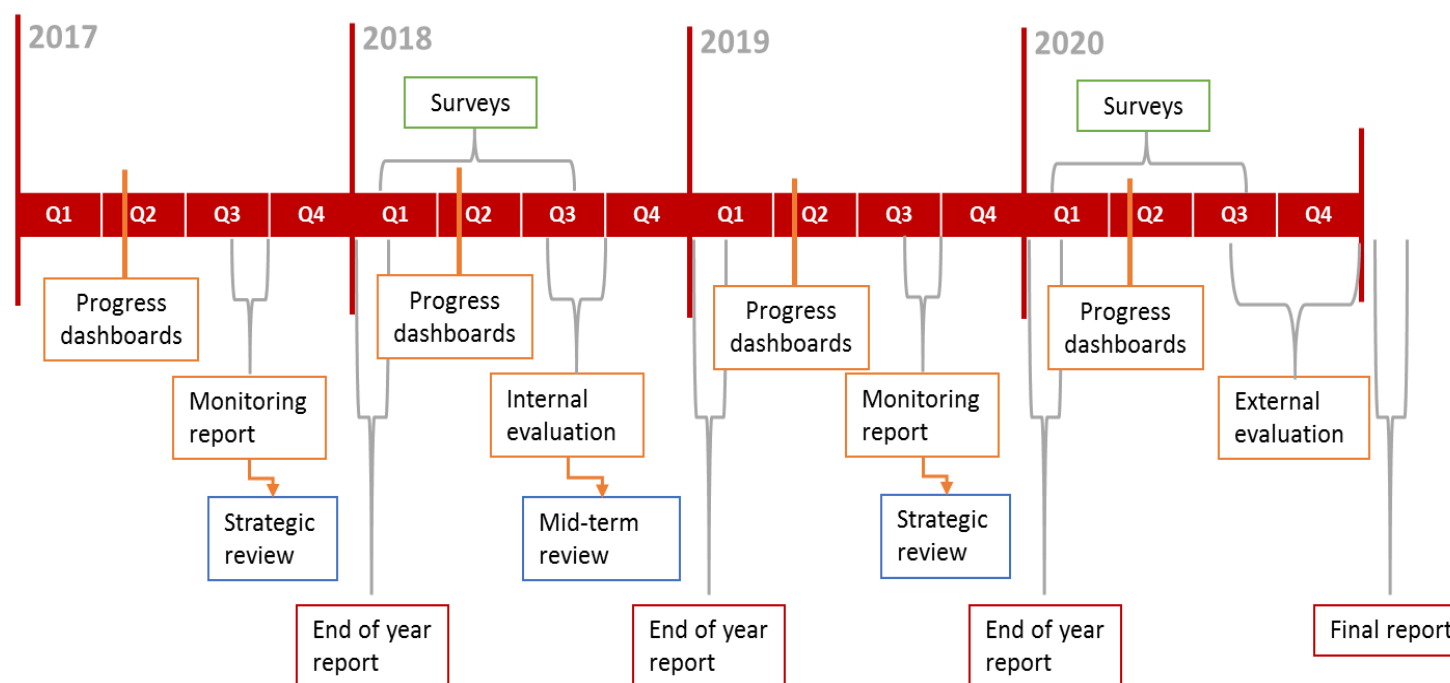 2017
2018
2019
2020
Surveys
Surveys
Q1 Q2 Q3 Q4 Q1 Q2 Q3 Q4 Q1 Q2 Q3 Q4 Q1 Q2 Q3 Q4
Progress
dashboards
Progress
dashboards
Progress
dashboards
Progress
dashboards
Monitoring
report
Internal
evaluation
Monitoring
report
External
evaluation
Strategic
review
Mid-term
review
Strategic
review
End of year
report
End of year
report
End of year
report
Final report